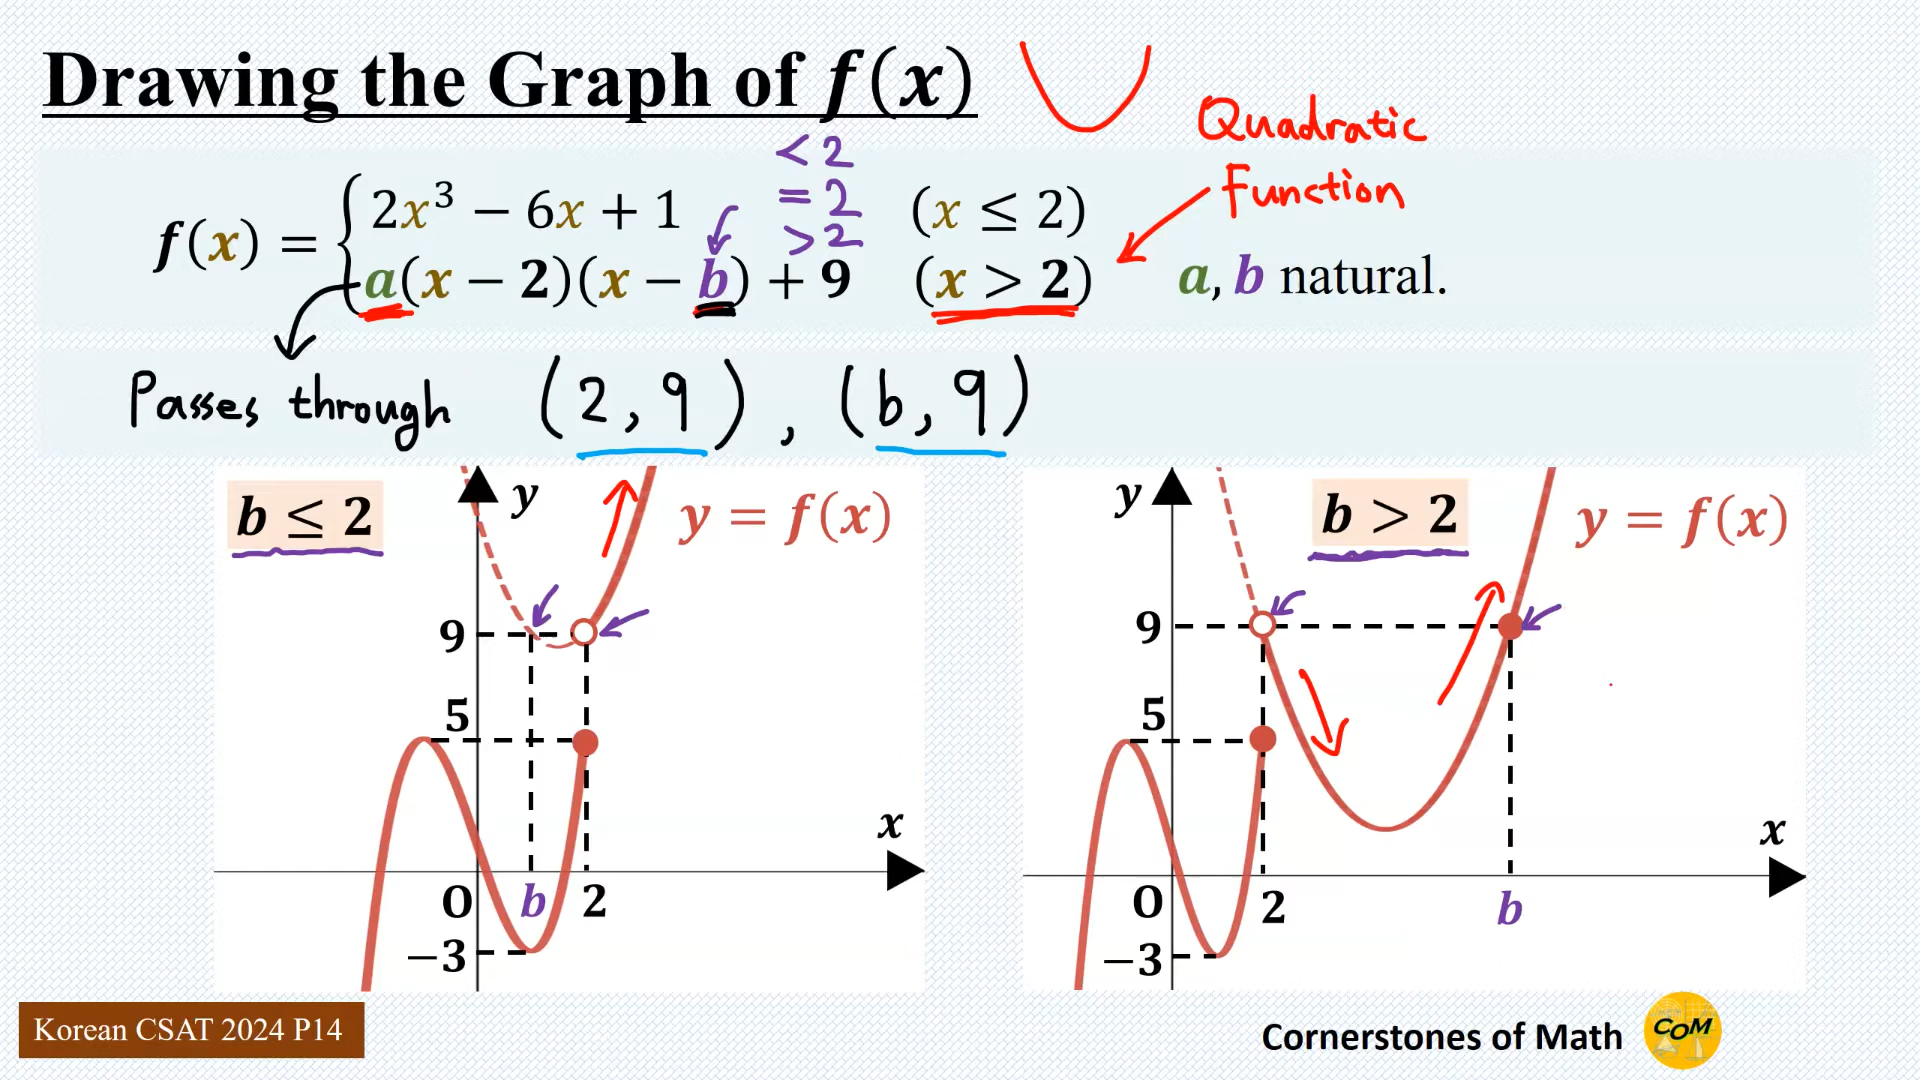 Drawing the Graph of f(x)
Quadratic
Function
< 2
= 2
> 2
f(x) = { 2x³ − 6x + 1 (x ≤ 2)
a(x − 2)(x − b) + 9 (x > 2) a, b natural.
Passes through (2, 9), (b, 9)
b ≤ 2
y
y = f(x)
9
5
x
O
b
2
−3
y
b > 2
y = f(x)
9
5
x
O
2
b
−3
Korean CSAT 2024 P14
Cornerstones of Math
CoM